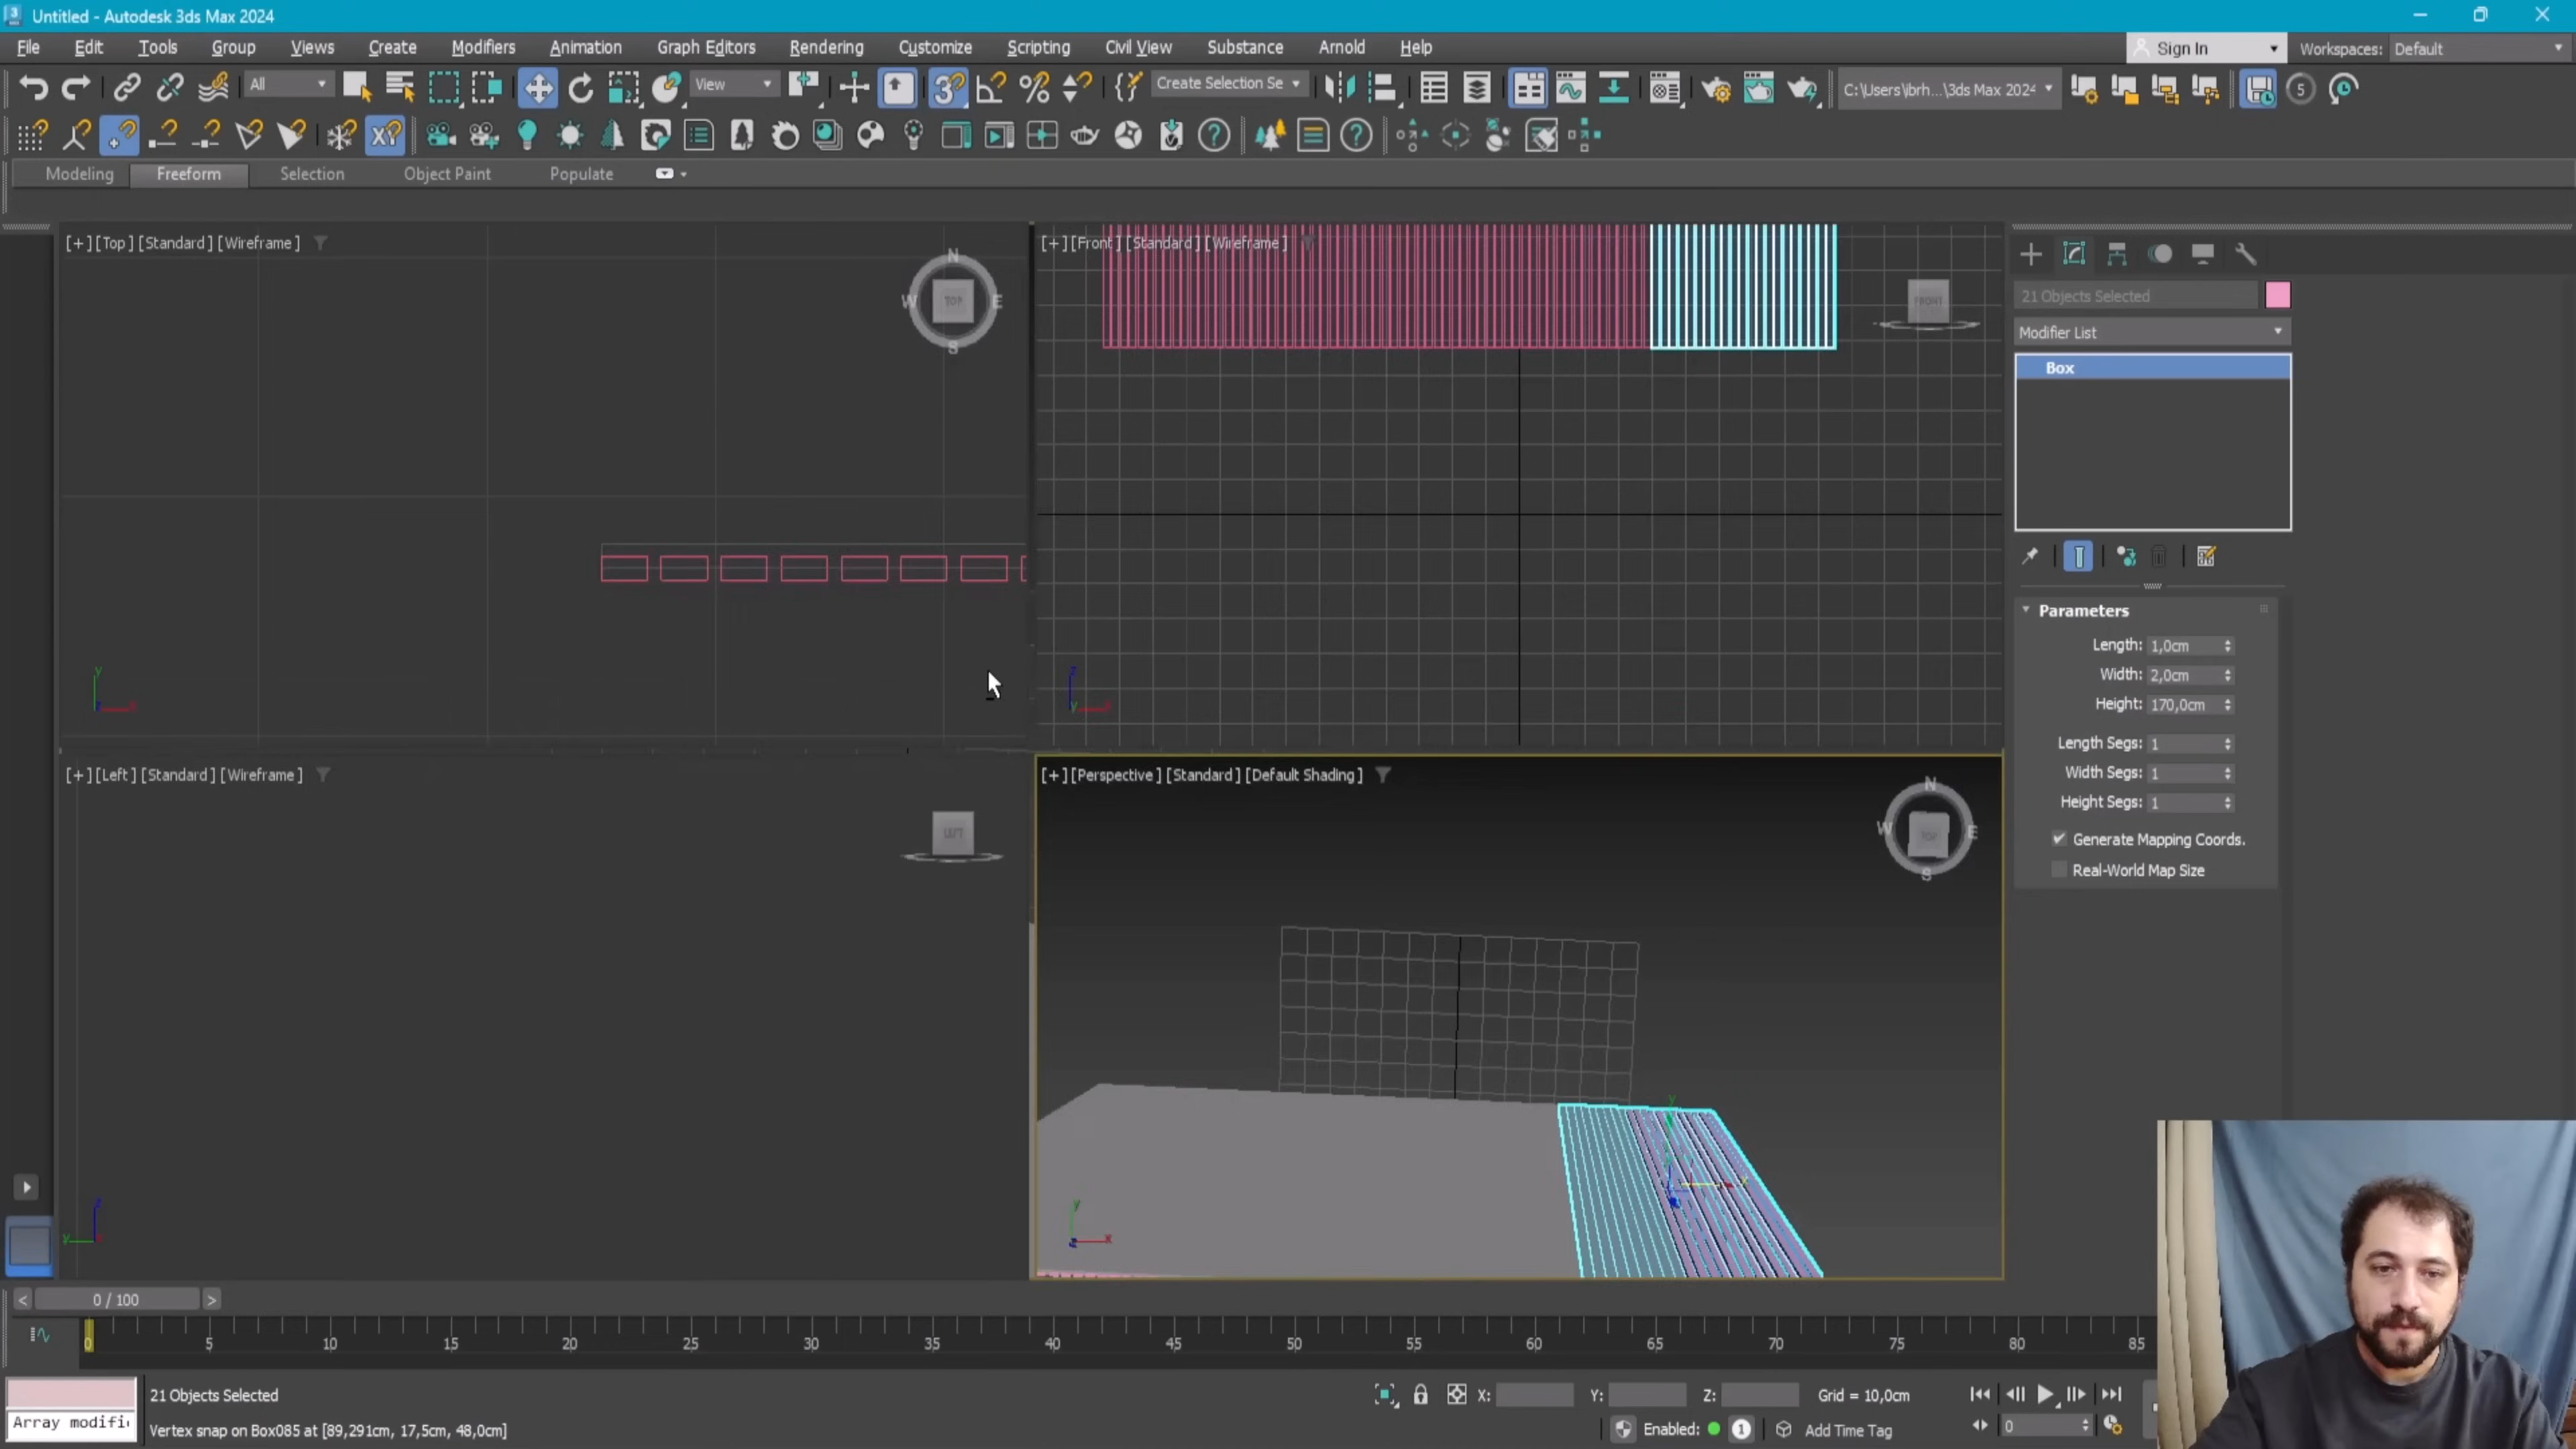 Untitled - Autodesk 3ds Max 2024
File Edit Tools Group Views Create Modifiers Animation Graph Editors Rendering Customize Scripting Civil View Substance Arnold Help
Sign In Workspaces: Default
All View Create Selection Se C:\Users\brh...\3ds Max 2024 5
Modeling Freeform Selection Object Paint Populate
[+] [Top] [Standard] [Wireframe]
N
W TOP E
S
y
x
[+] [Front] [Standard] [Wireframe]
FRONT
z
y x
[+] [Left] [Standard] [Wireframe]
LEFT
z
y
[+] [Perspective] [Standard] [Default Shading]
N
W TOP E
S
y
x
z
y
x
21 Objects Selected
Modifier List
Box
Parameters
Length: 1,0cm
Width: 2,0cm
Height: 170,0cm
Length Segs: 1
Width Segs: 1
Height Segs: 1
Generate Mapping Coords.
Real-World Map Size
< 0 / 100 >
0 5 10 15 20 25 30 35 40 45 50 55 60 65 70 75 80 85
21 Objects Selected X: Y: Z: Grid = 10,0cm
Array modifi
Vertex snap on Box085 at [89,291cm, 17,5cm, 48,0cm] Enabled: 1 Add Time Tag 0